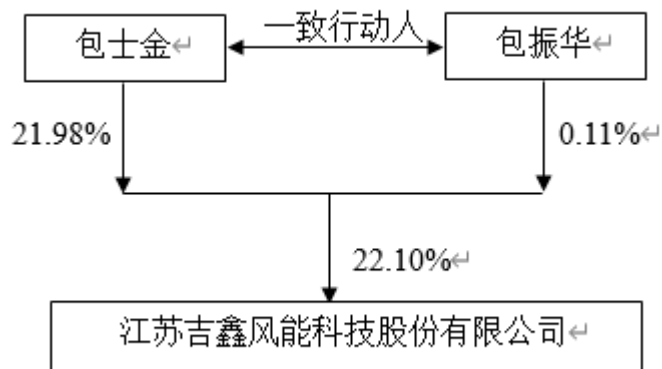 一致行动人
包士金
包振华
21.98%
0.11%
22.10%
江苏吉鑫风能科技股份有限公司